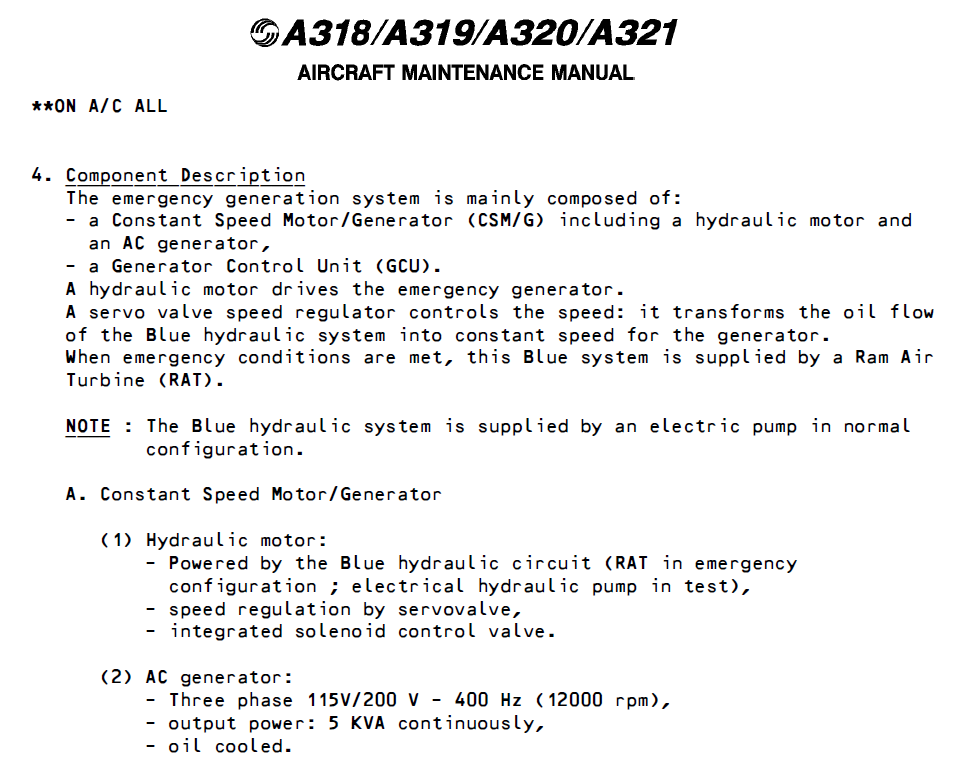 A318/A319/A320/A321
AIRCRAFT MAINTENANCE MANUAL
**ON A/C ALL
4. Component Description
The emergency generation system is mainly composed of:
- a Constant Speed Motor/Generator (CSM/G) including a hydraulic motor and
an AC generator,
- a Generator Control Unit (GCU).
A hydraulic motor drives the emergency generator.
A servo valve speed regulator controls the speed: it transforms the oil flow
of the Blue hydraulic system into constant speed for the generator.
When emergency conditions are met, this Blue system is supplied by a Ram Air
Turbine (RAT).
NOTE : The Blue hydraulic system is supplied by an electric pump in normal
configuration.
A. Constant Speed Motor/Generator
(1) Hydraulic motor:
- Powered by the Blue hydraulic circuit (RAT in emergency
configuration ; electrical hydraulic pump in test),
- speed regulation by servovalve,
- integrated solenoid control valve.
(2) AC generator:
- Three phase 115V/200 V - 400 Hz (12000 rpm),
- output power: 5 KVA continuously,
- oil cooled.